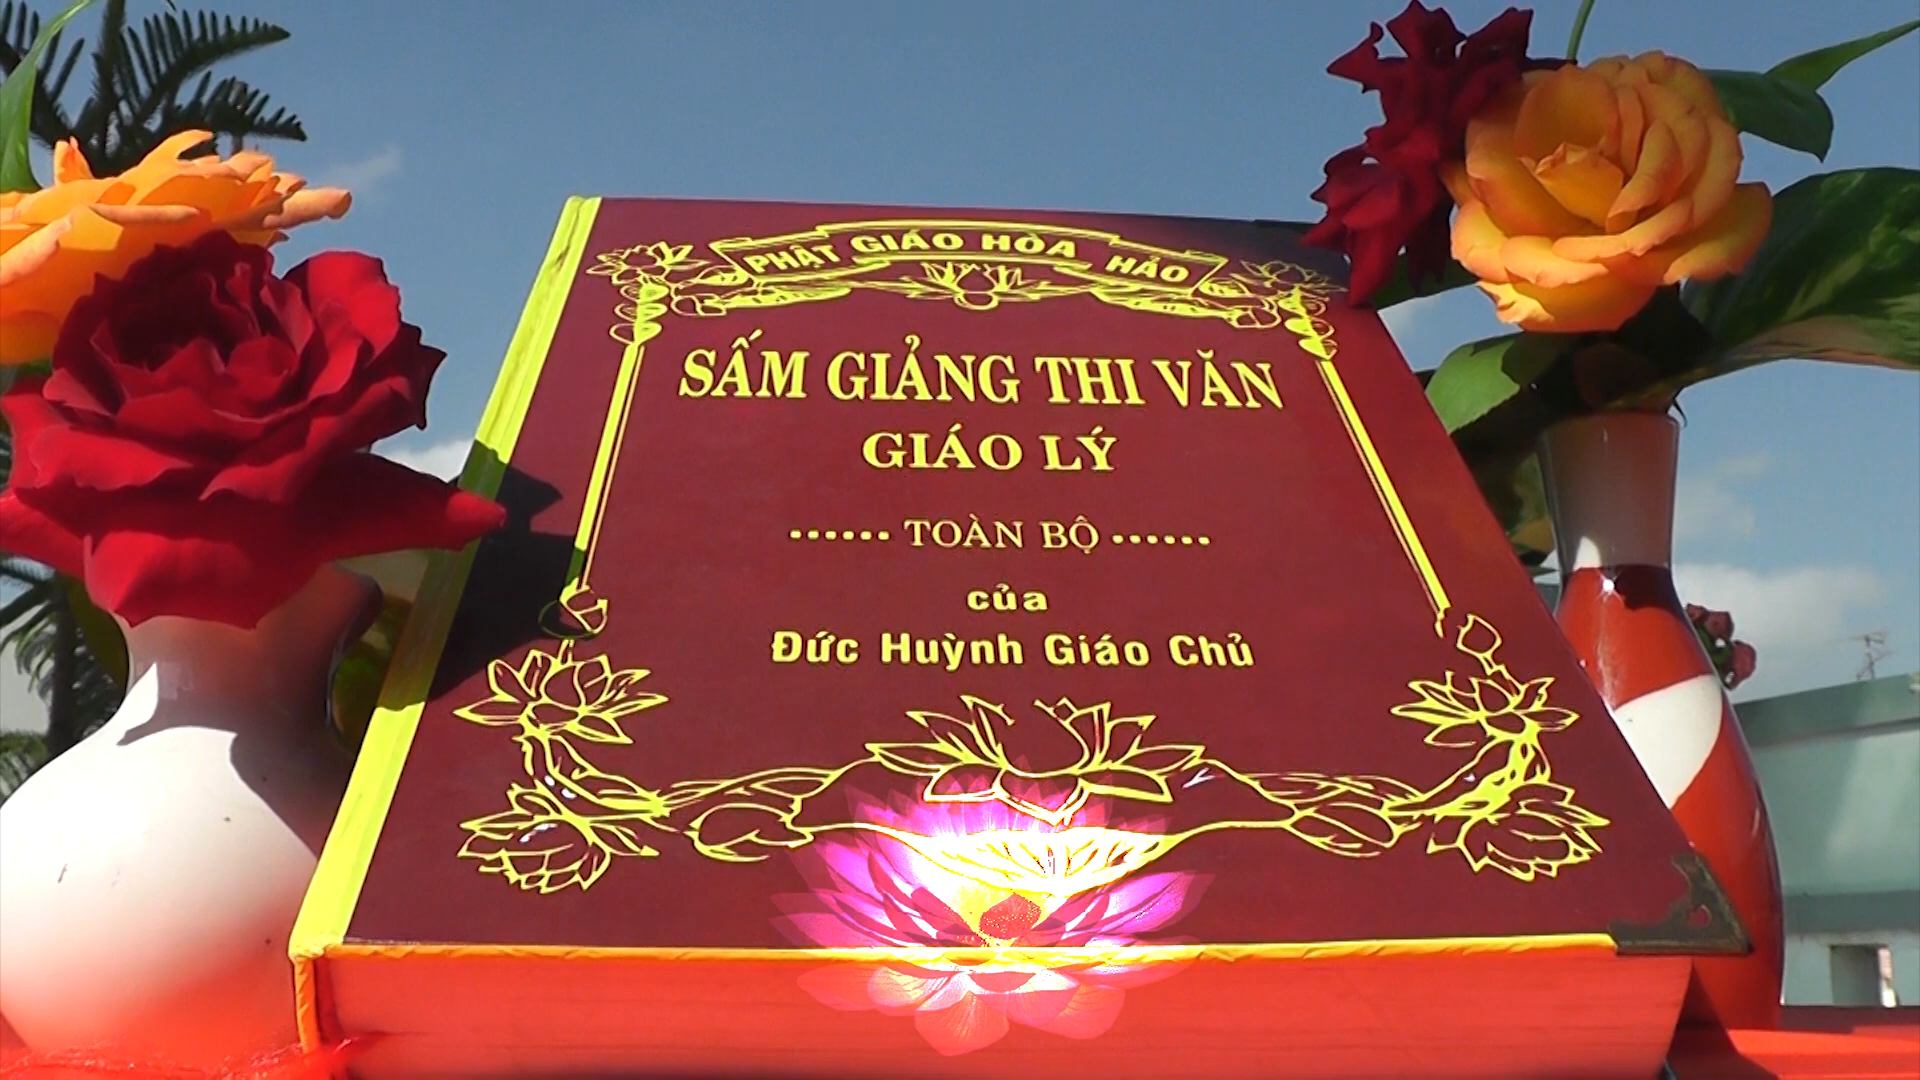 PHẬT GIÁO HÒA HẢO
SẤM GIẢNG THI VĂN
GIÁO LÝ
...... TOÀN BỘ ......
của
Đức Huỳnh Giáo Chủ